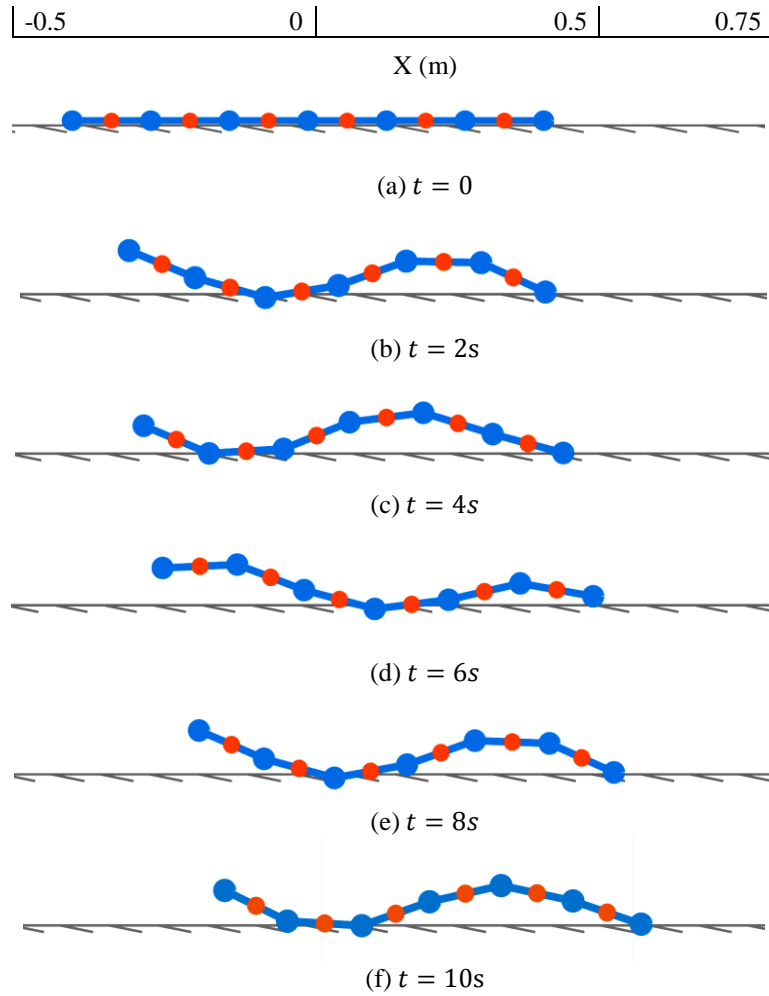 -0.5 0 0.5 0.75
X (m)
(a) t = 0
(b) t = 2s
(c) t = 4s
(d) t = 6s
(e) t = 8s
(f) t = 10s